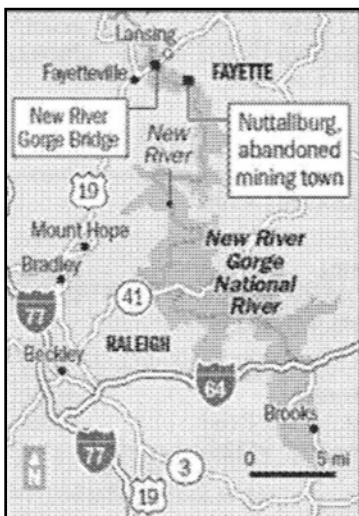 Lansing
Fayetteville
FAYETTE
New River
Gorge Bridge
Nuttallburg,
abandoned
mining town
New
River
19
Mount Hope
Bradley
New River
Gorge
National
River
77
41
RALEIGH
Beckley
64
Brooks
77
3
0 5 mi
N
19